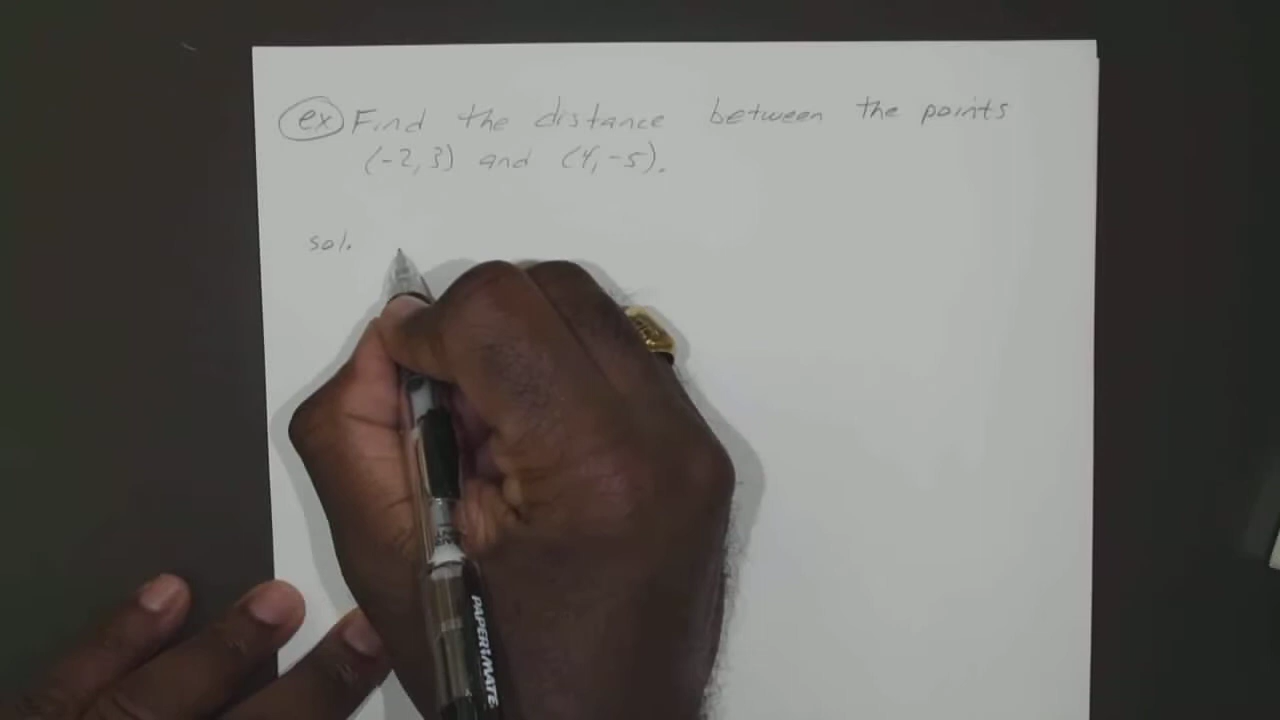 ex Find the distance between the points
(-2,3) and (4,-5).
sol.
PAPERMATE